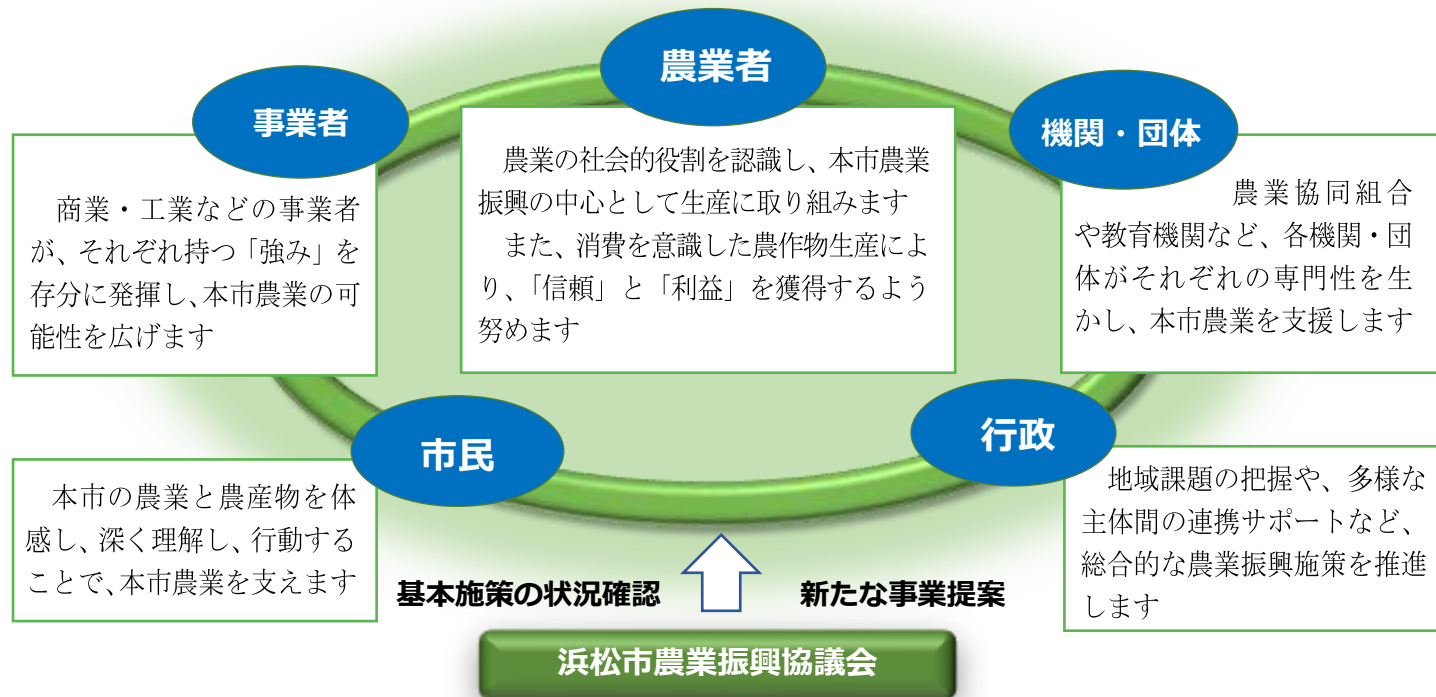 農業者
農業の社会的役割を認識し、本市農業
振興の中心として生産に取り組みます
また、消費を意識した農作物生産によ
り、「信頼」と「利益」を獲得するよう
努めます
事業者
商業・工業などの事業者
が、それぞれ持つ「強み」を
存分に発揮し、本市農業の可
能性を広げます
機関・団体
農業協同組合
や教育機関など、各機関・団
体がそれぞれの専門性を生
かし、本市農業を支援します
市民
本市の農業と農産物を体
感し、深く理解し、行動する
ことで、本市農業を支えます
行政
地域課題の把握や、多様な
主体間の連携サポートなど、
総合的な農業振興施策を推進
します
基本施策の状況確認
新たな事業提案
浜松市農業振興協議会